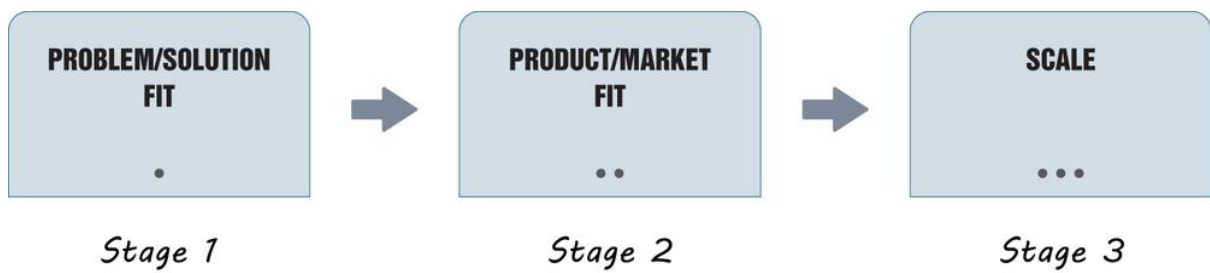 PROBLEM/SOLUTION
FIT
PRODUCT/MARKET
FIT
SCALE
Stage 1
Stage 2
Stage 3